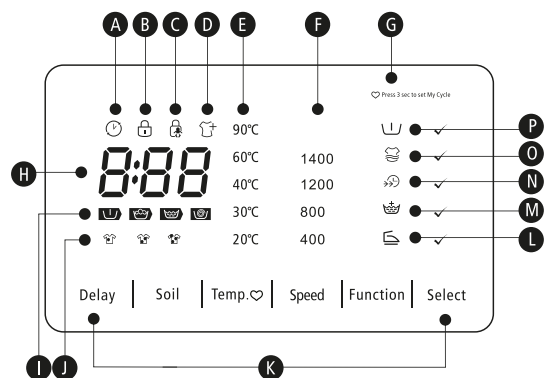 A B C D E F G
♡ Press 3 sec to set My Cycle
90℃ P
60℃ 1400 O
H 8:88
40℃ 1200 N
I 30℃ 800 M
J 20℃ 400 L
Delay Soil Temp.♡ Speed Function Select
I J K